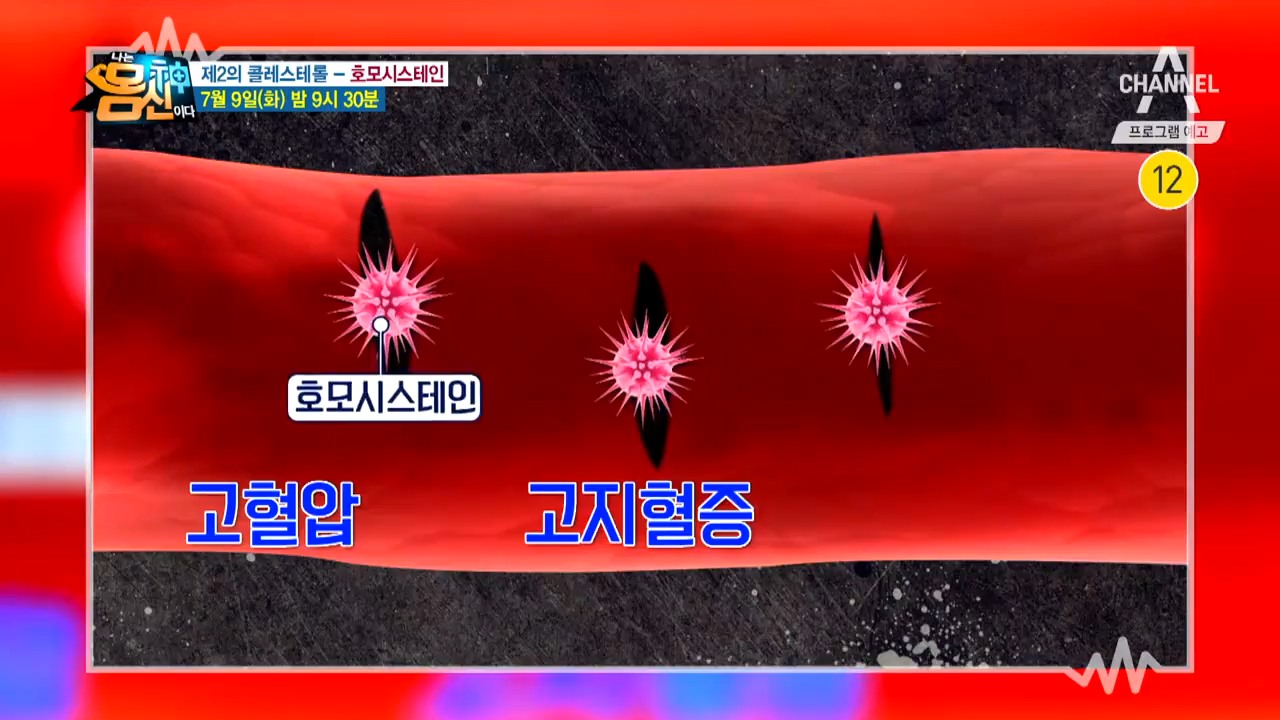 나는
몸神
신이다
제2의 콜레스테롤 – 호모시스테인
7월 9일(화) 밤 9시 30분
CHANNEL A
프로그램 예고
12
호모시스테인
고혈압
고지혈증